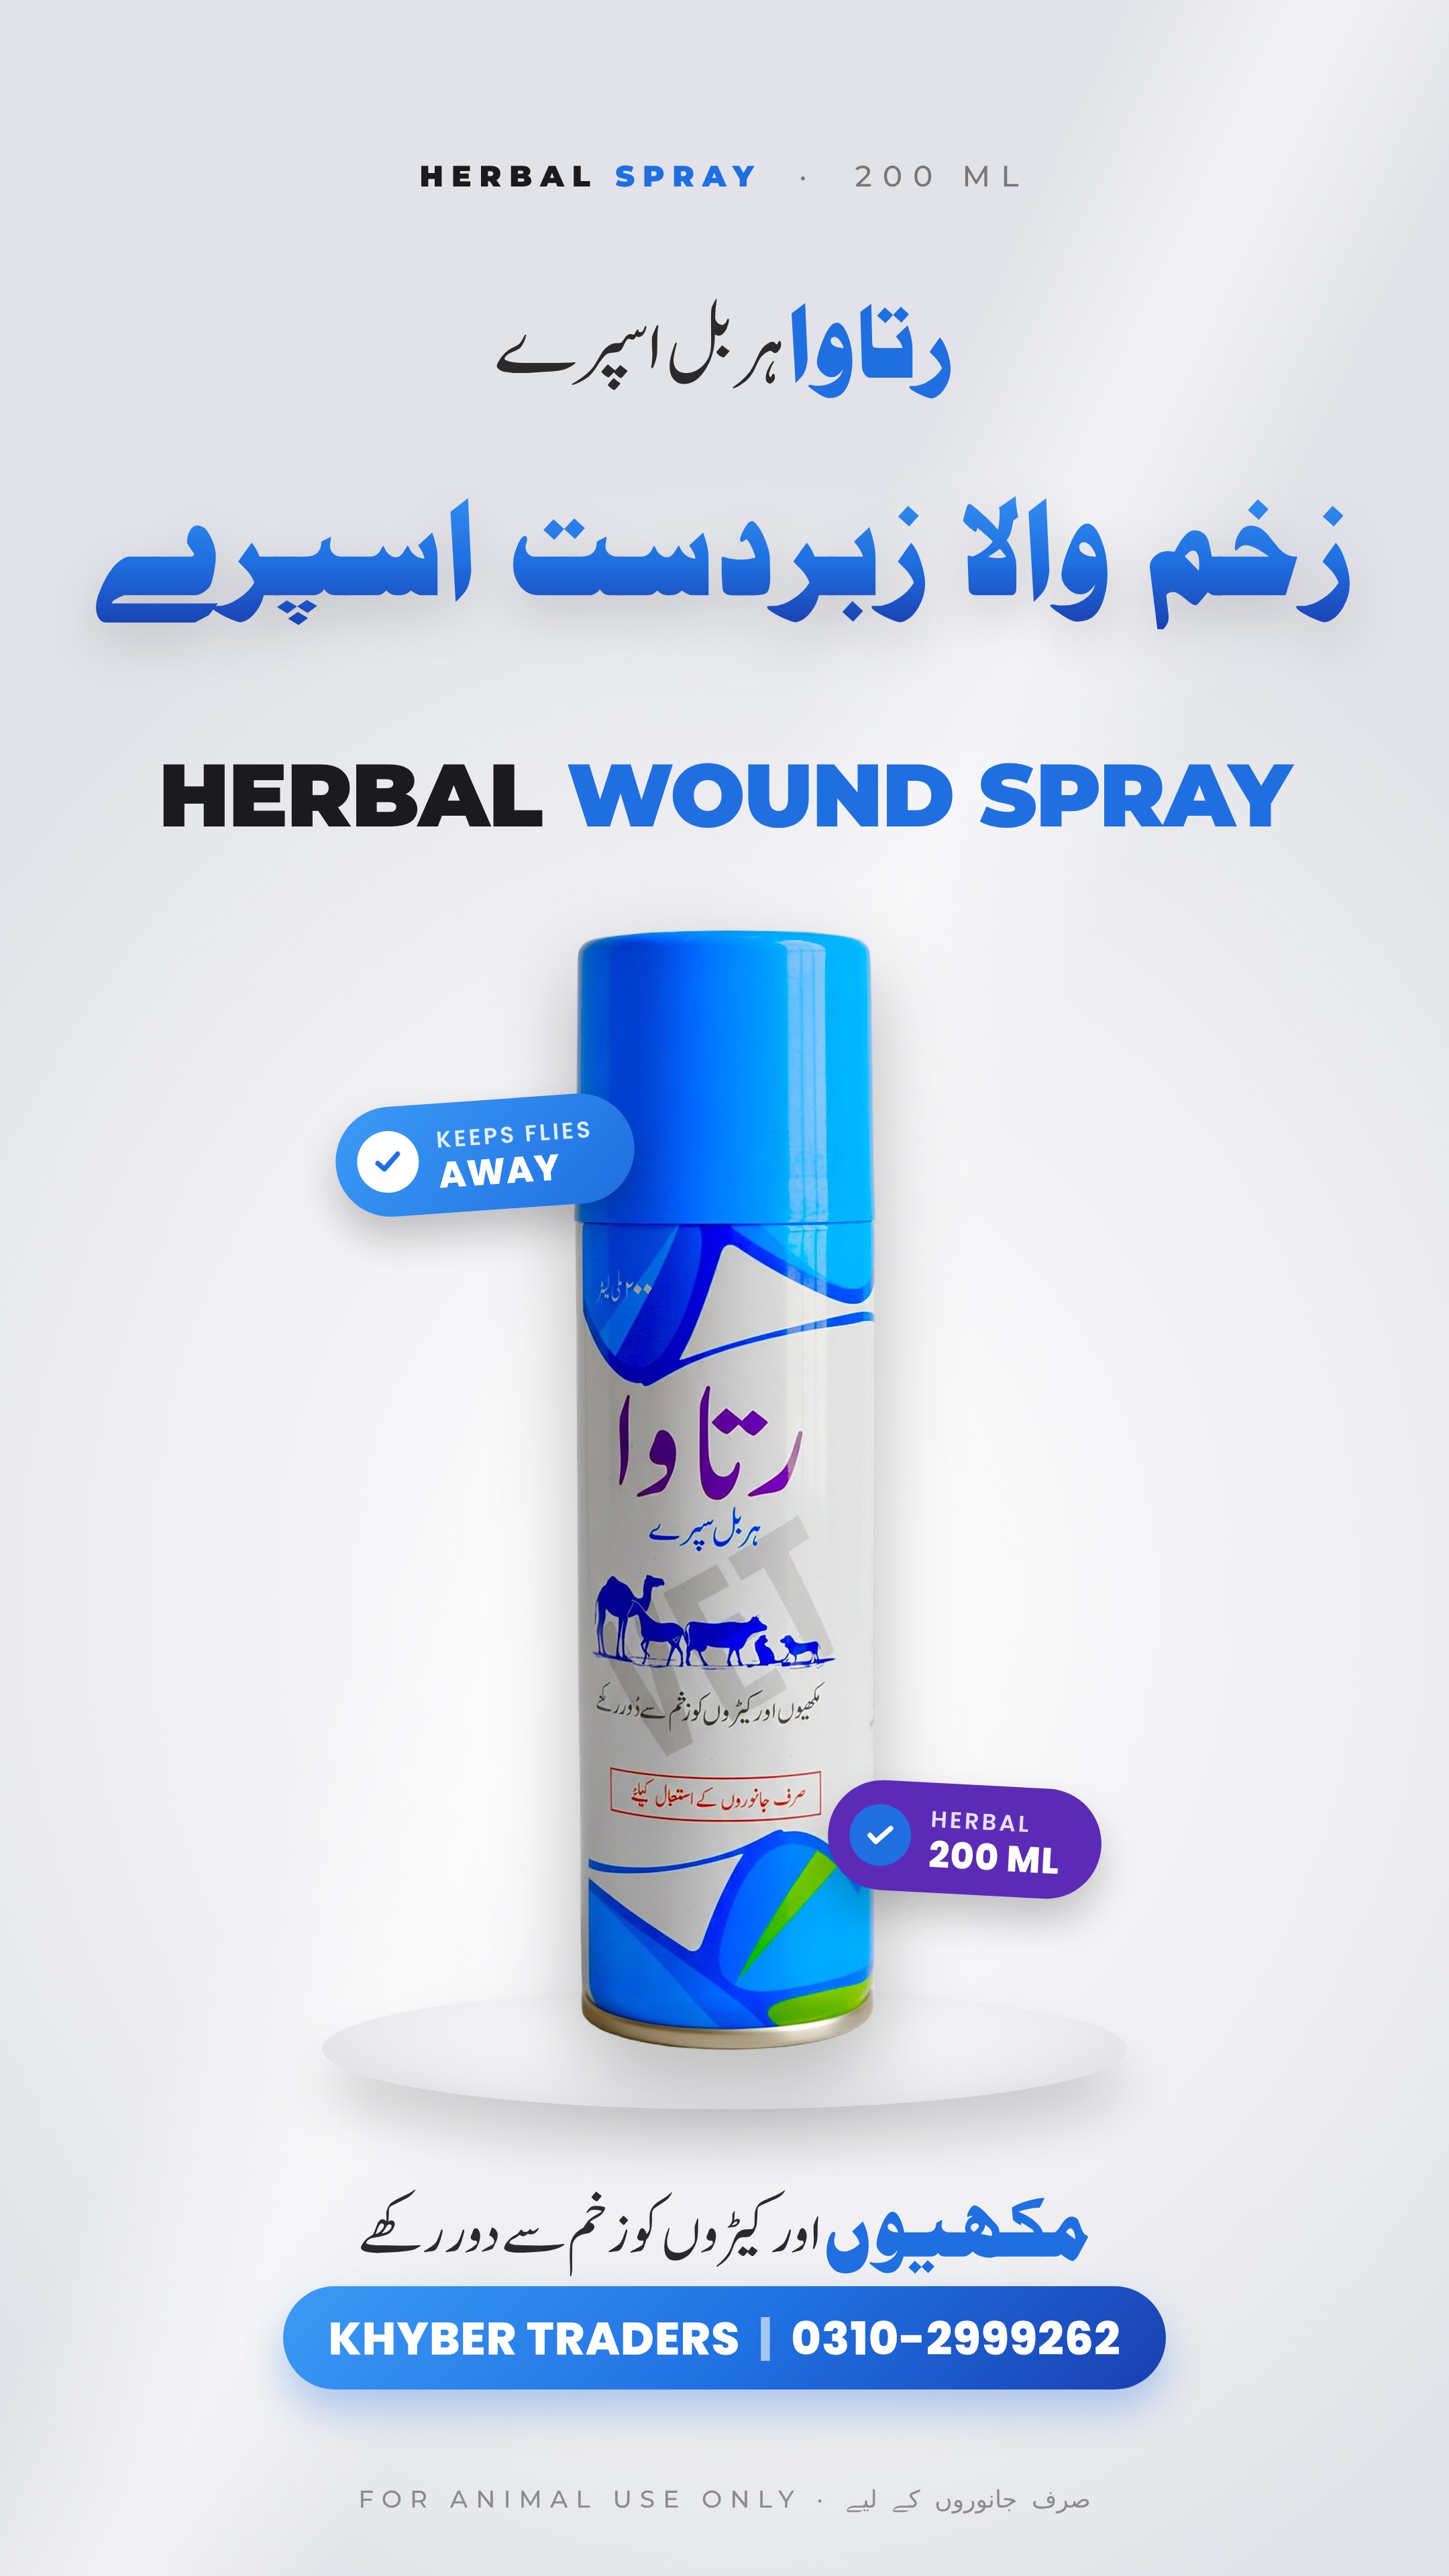 HERBAL SPRAY · 200 ML
رتاوا ہربل اسپرے
زخم والا زبردست اسپرے
HERBAL WOUND SPRAY
KEEPS FLIES
AWAY
۲۰۰ ملی لیٹر
رتاوا
ہربل سپرے
VET
مکھیوں اور کیڑوں کو زخم سے دُور رکھے
صرف جانوروں کے استعمال کیلئے
HERBAL
200 ML
مکھیوں اور کیڑوں کو زخم سے دور رکھے
KHYBER TRADERS | 0310-2999262
FOR ANIMAL USE ONLY · صرف جانوروں کے لیے